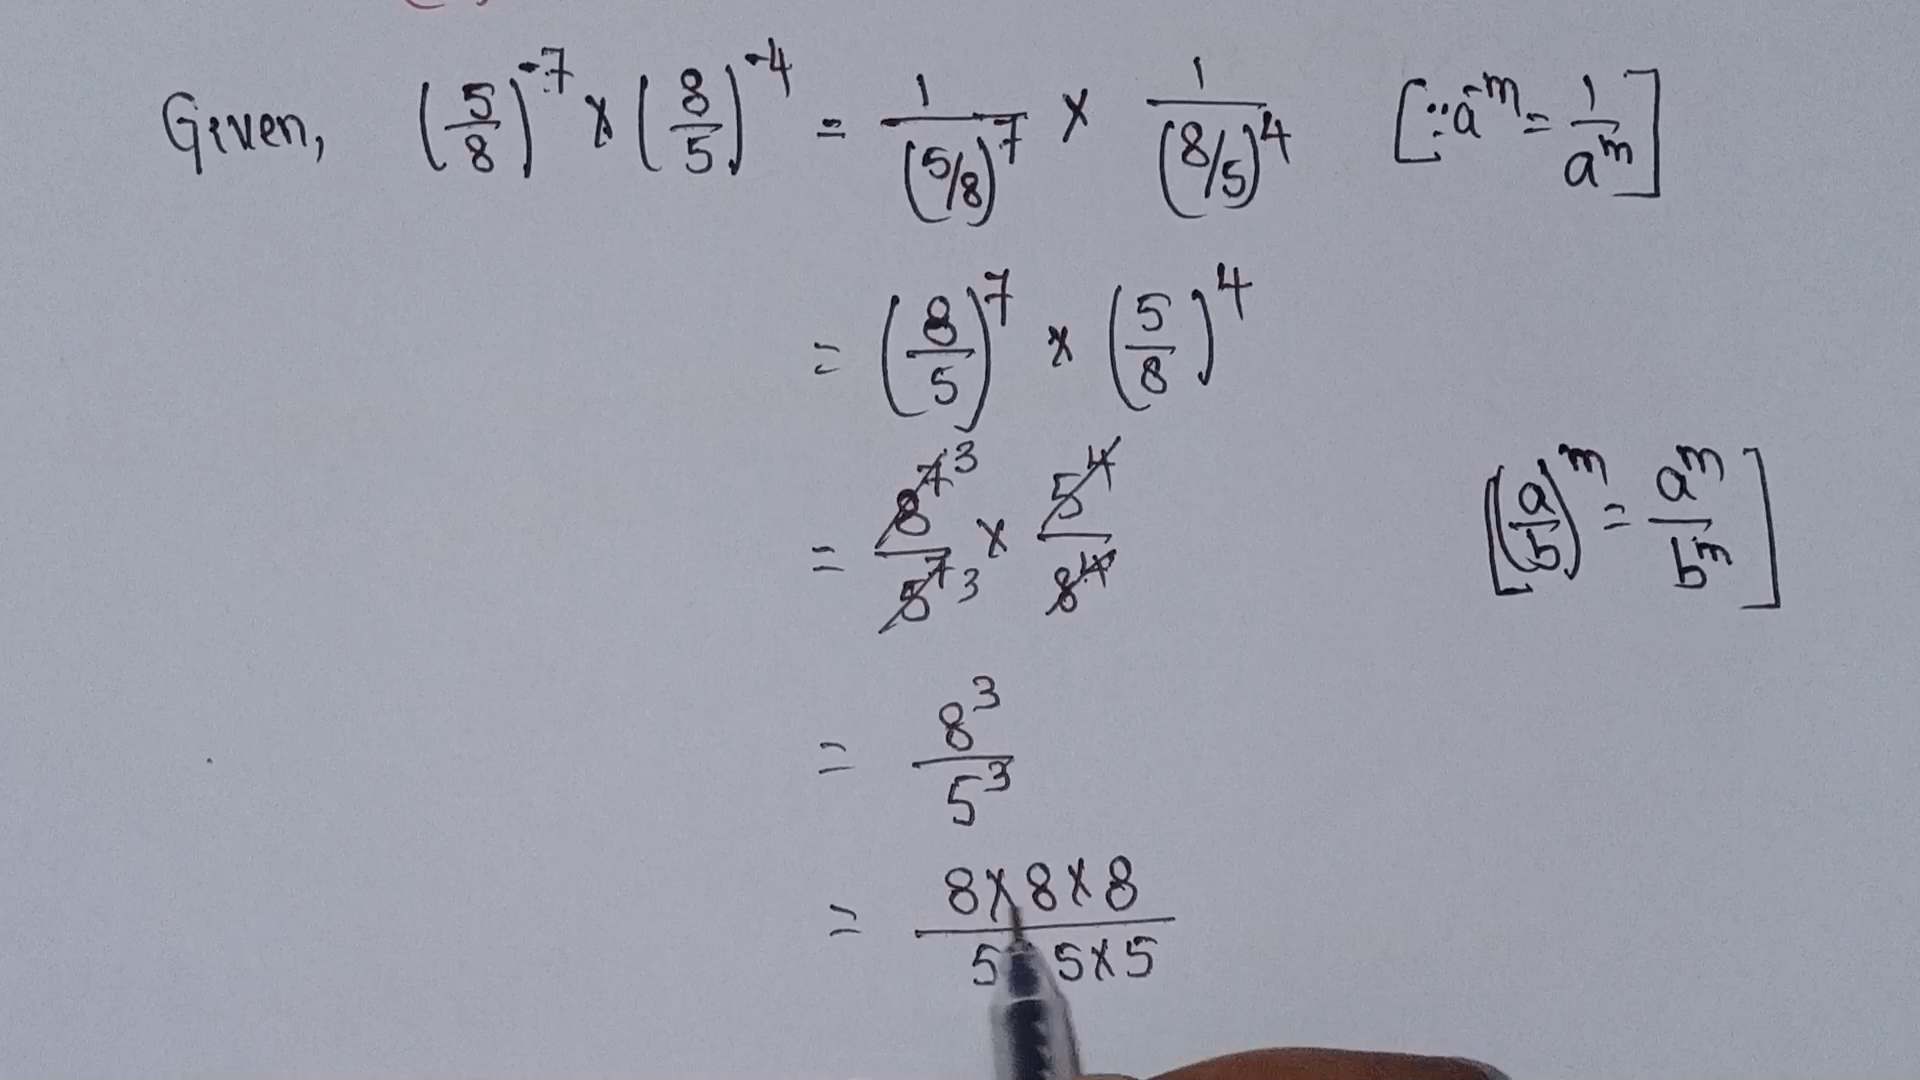 Given, (5/8)^-7 × (8/5)^-4 = 1/(5/8)^7 × 1/(8/5)^4 [∵ a^-m = 1/a^m]
= (8/5)^7 × (5/8)^4
= 8^7 3/5^7 3 × 5^4/8^4 [(a/b)^m = a^m/b^m]
= 8^3/5^3
= 8×8×8/5 5×5